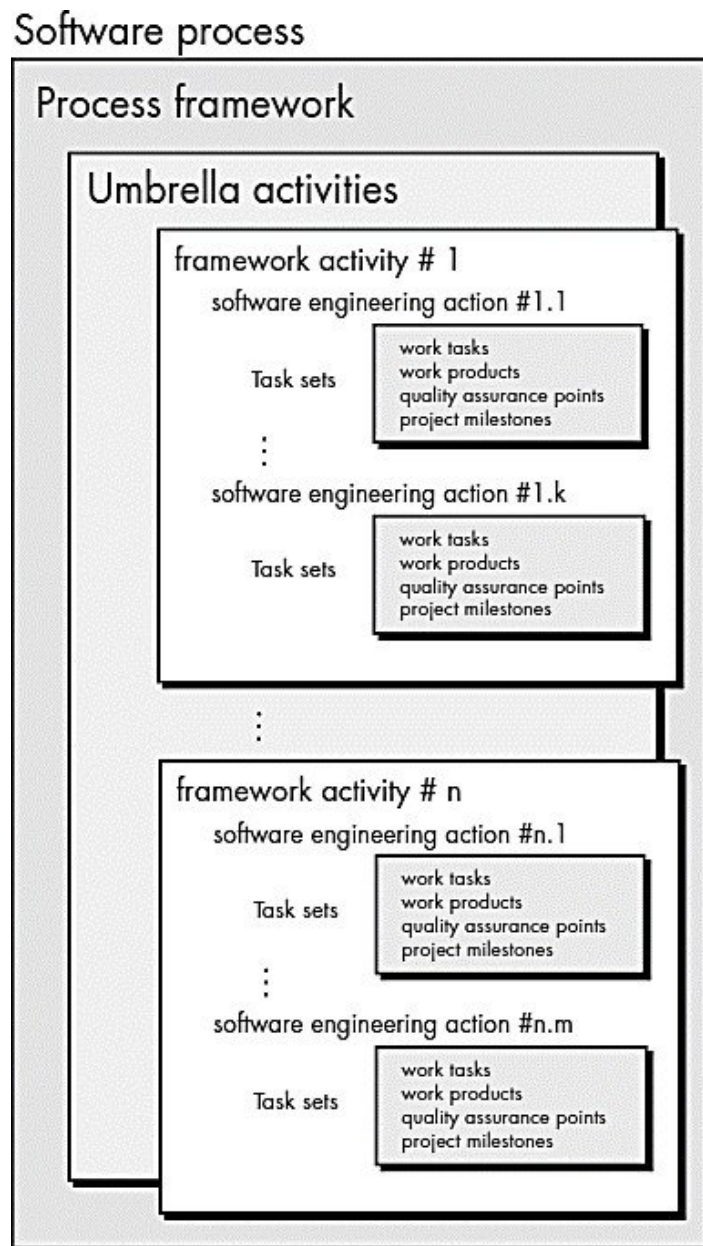 Software process
Process framework
Umbrella activities
framework activity # 1
software engineering action #1.1
Task sets
work tasks
work products
quality assurance points
project milestones
software engineering action #1.k
Task sets
work tasks
work products
quality assurance points
project milestones
framework activity # n
software engineering action #n.1
Task sets
work tasks
work products
quality assurance points
project milestones
software engineering action #n.m
Task sets
work tasks
work products
quality assurance points
project milestones